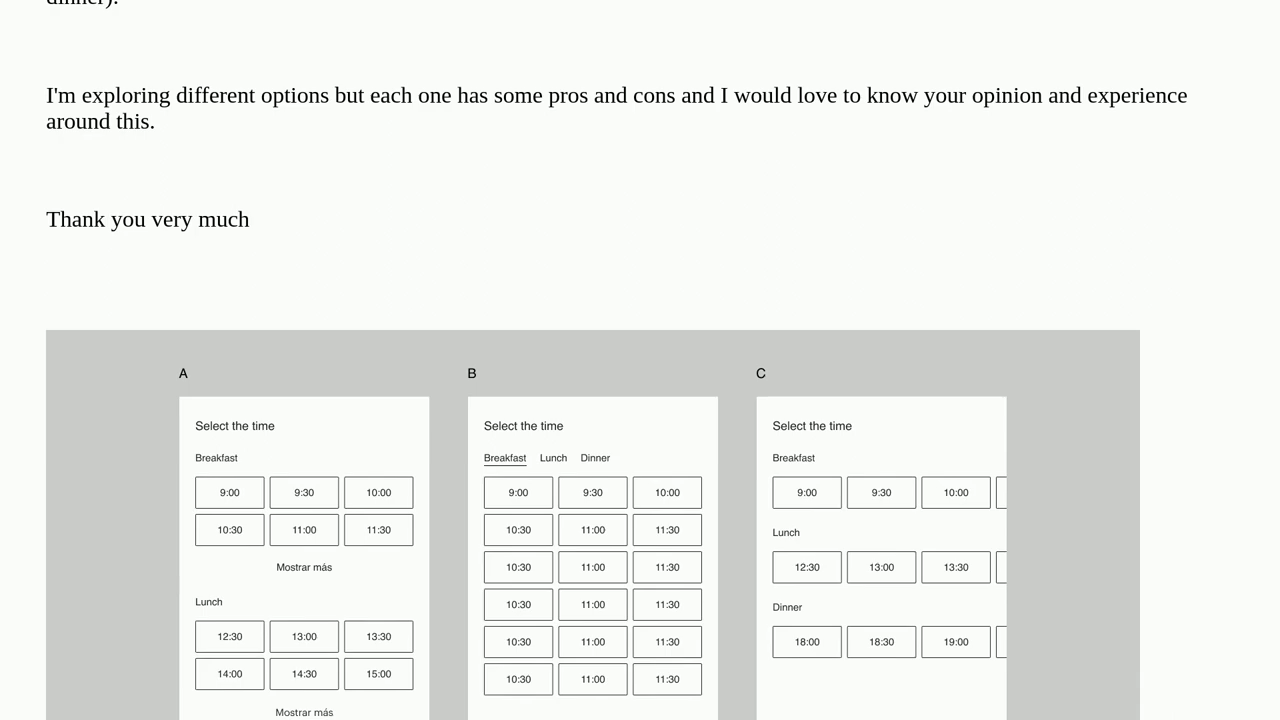 dinner).
I'm exploring different options but each one has some pros and cons and I would love to know your opinion and experience
around this.
Thank you very much
A
Select the time
Breakfast
9:00 9:30 10:00
10:30 11:00 11:30
Mostrar más
Lunch
12:30 13:00 13:30
14:00 14:30 15:00
Mostrar más
B
Select the time
Breakfast Lunch Dinner
9:00 9:30 10:00
10:30 11:00 11:30
10:30 11:00 11:30
10:30 11:00 11:30
10:30 11:00 11:30
10:30 11:00 11:30
C
Select the time
Breakfast
9:00 9:30 10:00
Lunch
12:30 13:00 13:30
Dinner
18:00 18:30 19:00